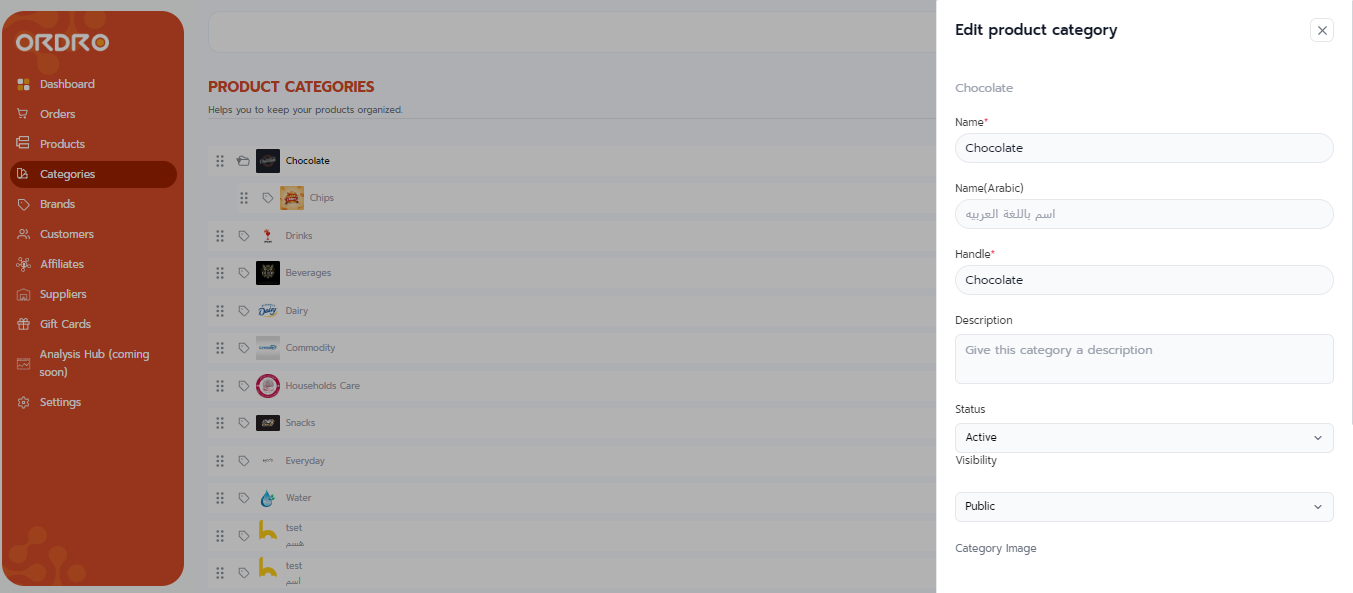 ORDRO
Dashboard
Orders
Products
Categories
Brands
Customers
Affiliates
Suppliers
Gift Cards
Analysis Hub (coming
soon)
Settings
PRODUCT CATEGORIES
Helps you to keep your products organized.
Chocolate
Chips
Drinks
Beverages
Dairy
Dairy
Commodity
Households Care
Snacks
Everyday
Water
tset
هسم
test
اسم
Edit product category
Chocolate
Name*
Chocolate
Name(Arabic)
اسم باللغة العربيه
Handle*
Chocolate
Description
Give this category a description
Status
Active
Visibility
Public
Category Image